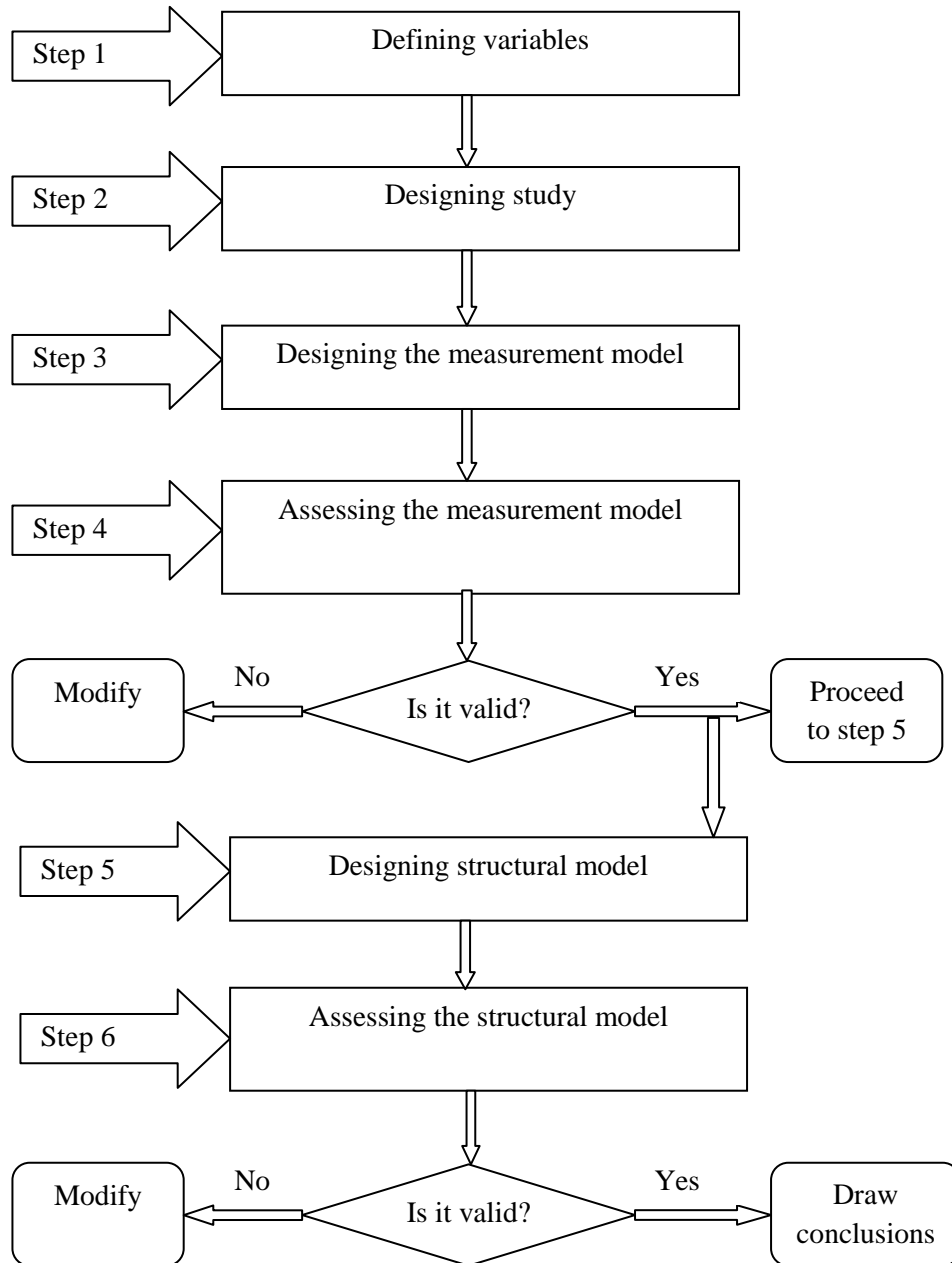 Step 1
Defining variables
Step 2
Designing study
Step 3
Designing the measurement model
Step 4
Assessing the measurement model
Modify
No
Is it valid?
Yes
Proceed
to step 5
Step 5
Designing structural model
Step 6
Assessing the structural model
Modify
No
Is it valid?
Yes
Draw
conclusions